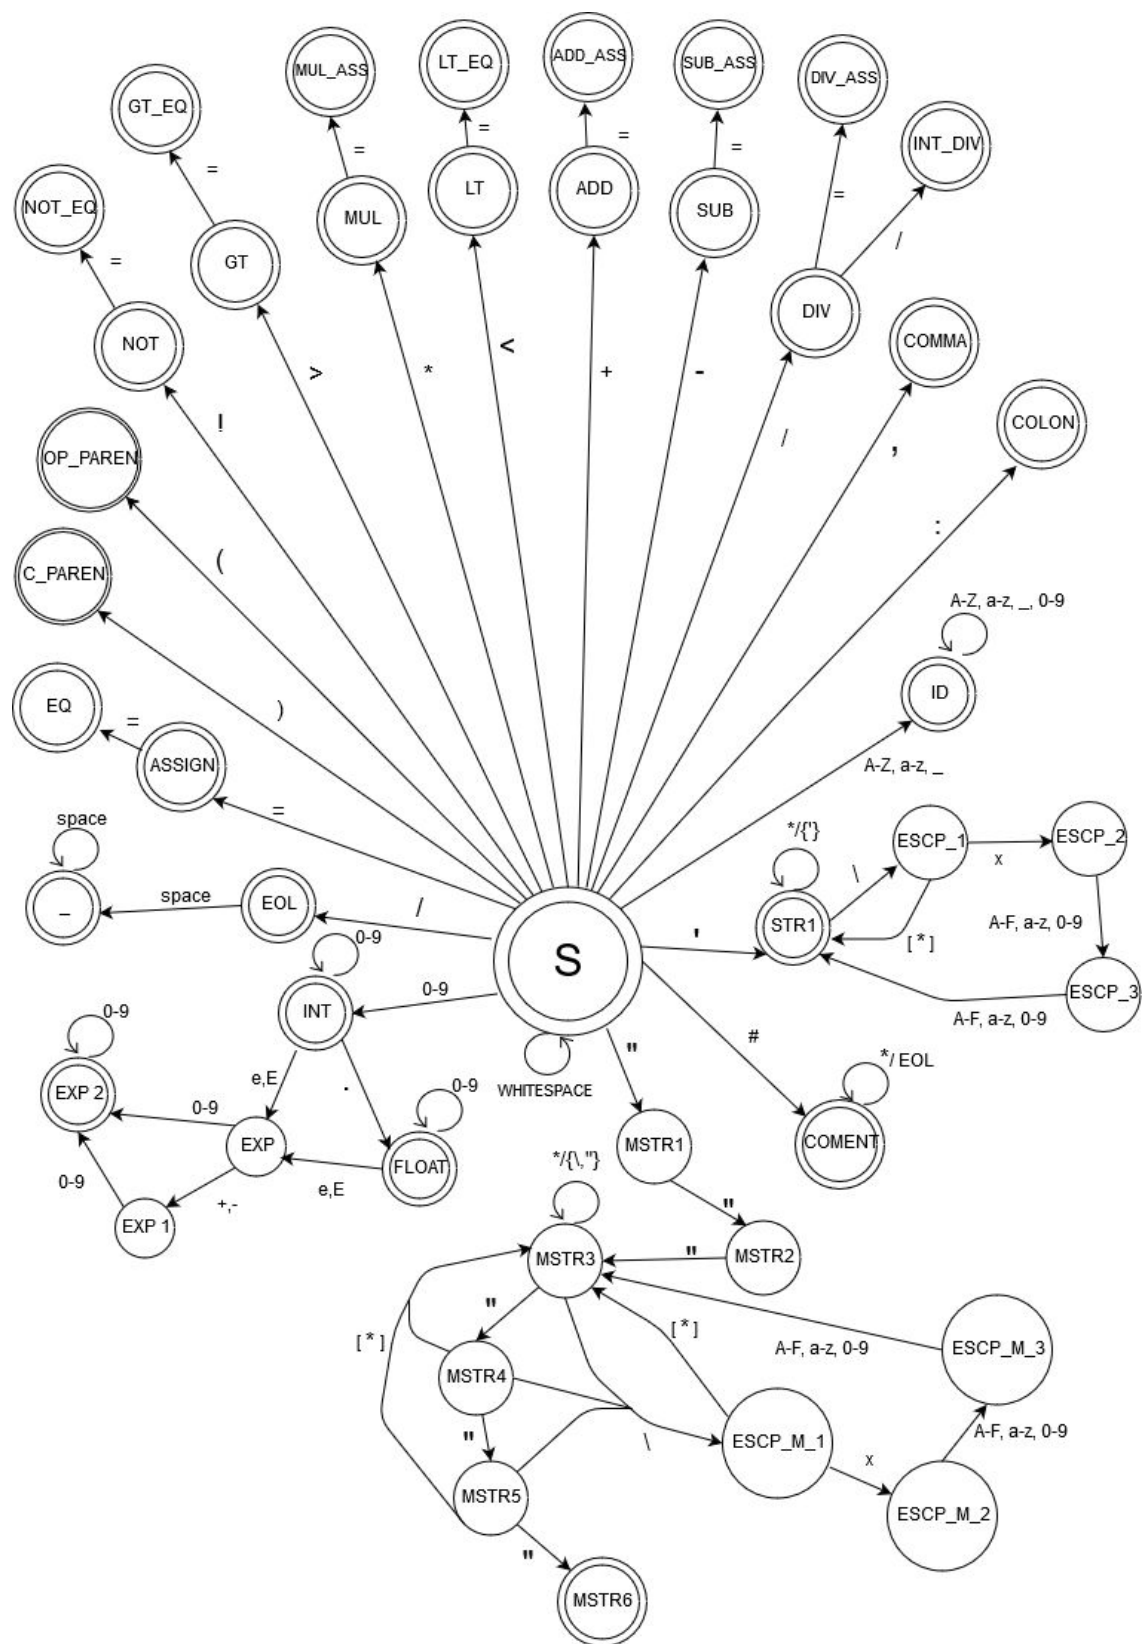 MUL_ASS
LT_EQ
ADD_ASS
SUB_ASS
DIV_ASS
GT_EQ
INT_DIV
=
=
=
=
=
=
/
NOT_EQ
MUL
LT
ADD
SUB
GT
=
DIV
NOT
COMMA
>
*
<
+
-
/
,
COLON
!
OP_PAREN
(
:
C_PAREN
)
A-Z, a-z, _, 0-9
ID
EQ
=
ASSIGN
A-Z, a-z, _
=
space
*/{'}
ESCP_1
x
ESCP_2
\
_
space
EOL
/
S
'
STR1
[*]
A-F, a-z, 0-9
ESCP_3
A-F, a-z, 0-9
0-9
INT
0-9
0-9
EXP 2
e,E
.
0-9
0-9
EXP
FLOAT
e,E
0-9
+,-
EXP 1
WHITESPACE
"
#
*/ EOL
COMENT
MSTR1
"
*/{\,"}
MSTR3
"
MSTR2
"
[*]
[*]
A-F, a-z, 0-9
ESCP_M_3
MSTR4
"
\
ESCP_M_1
x
A-F, a-z, 0-9
MSTR5
ESCP_M_2
"
MSTR6